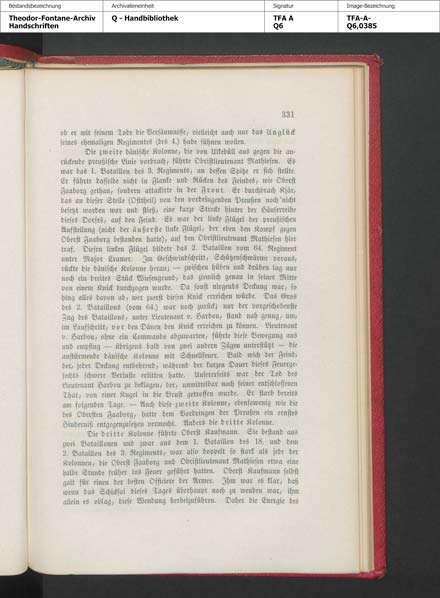 Bestandsbezeichnung
Archivalieneinheit
Signatur
Image-Bezeichnung
Theodor-Fontane-Archiv
Handschriften
Q - Handbibliothek
TFA A
Q6
TFA-A-
Q6,0385
331
ob er mit seinem Tode die Versäumnisse, vielleicht auch nur das Unglück
seines ehemaligen Regimentes (des 4.) habe sühnen wollen.
Die zweite dänische Kolonne, die von Ulkebüll aus gegen die an-
rückende preußische Linie vorbrach, führte Obristlieutenant Mathiesen. Es
war das 1. Bataillon des 3. Regiments, an dessen Spitze er sich stellte.
Er führte dasselbe nicht in Flanke und Rücken des Feindes, wie Oberst
Faaborg gethan, sondern attackirte in der Front. Er durchbrach Kjär,
das an dieser Stelle (Osttheil) von den vordringenden Preußen noch nicht
besetzt worden war und stieß, eine kurze Strecke hinter der Häuserreihe
dieses Dorfes, auf den Feind. Es war der linke Flügel der preußischen
Aufstellung (nicht der äußerste linke Flügel, der eben den Kampf gegen
Oberst Faaborg bestanden hatte), auf den Obristlieutenant Mathiesen hier
traf. Diesen linken Flügel bildete das 2. Bataillon vom 64. Regiment
unter Major Cramer. Im Geschwindschritt, Schützenschwärme voraus,
rückte die dänische Kolonne heran; — zwischen hüben und drüben lag nur
noch ein breites Stück Wiesengrund, das ziemlich genau in seiner Mitte
von einem Knick durchzogen wurde. Da sonst nirgends Deckung war, so
hing alles davon ab, wer zuerst diesen Knick erreichen würde. Das Gros
des 2. Bataillons (vom 64.) war noch zurück; nur der vorgeschobenste
Zug des Bataillons, unter Lieutenant v. Harbou, stand nah genug, um,
im Laufschritt, vor den Dänen den Knick erreichen zu können. Lieutenant
v. Harbou, ohne ein Commando abzuwarten, führte diese Bewegung aus
und empfing — übrigens bald von zwei andern Zügen unterstützt — die
anstürmende dänische Kolonne mit Schnellfeuer. Bald wich der Feind,
der, jeder Deckung entbehrend, während der kurzen Dauer dieses Feuerge-
fechts schwere Verluste erlitten hatte. Unsererseits war der Tod des
Lieutenant Harbou zu beklagen, der, unmittelbar nach seiner entschlossenen
That, von einer Kugel in die Brust getroffen wurde. Er starb bereits
am folgenden Tage. — Auch diese zweite Kolonne, ebensowenig wie die
des Obersten Faaborg, hatte dem Vordringen der Preußen ein ernstes
Hinderniß entgegenzusetzen vermocht. Anders die dritte Kolonne.
Die dritte Kolonne führte Oberst Kaufmann. Sie bestand aus
zwei Bataillonen und zwar aus dem 1. Bataillon des 18. und dem
2. Bataillon des 3. Regiments, war also doppelt so stark als jede der
Kolonnen, die Oberst Faaborg und Obristlieutenant Mathiesen etwa eine
halbe Stunde früher ins Feuer geführt hatten. Oberst Kaufmann selbst
galt für einen der besten Officiere der Armee. Ihm war es klar, daß
wenn das Schicksal dieses Tages überhaupt noch zu wenden war, ihm
allein es oblag, diese Wendung herbeizuführen. Daher die Energie des